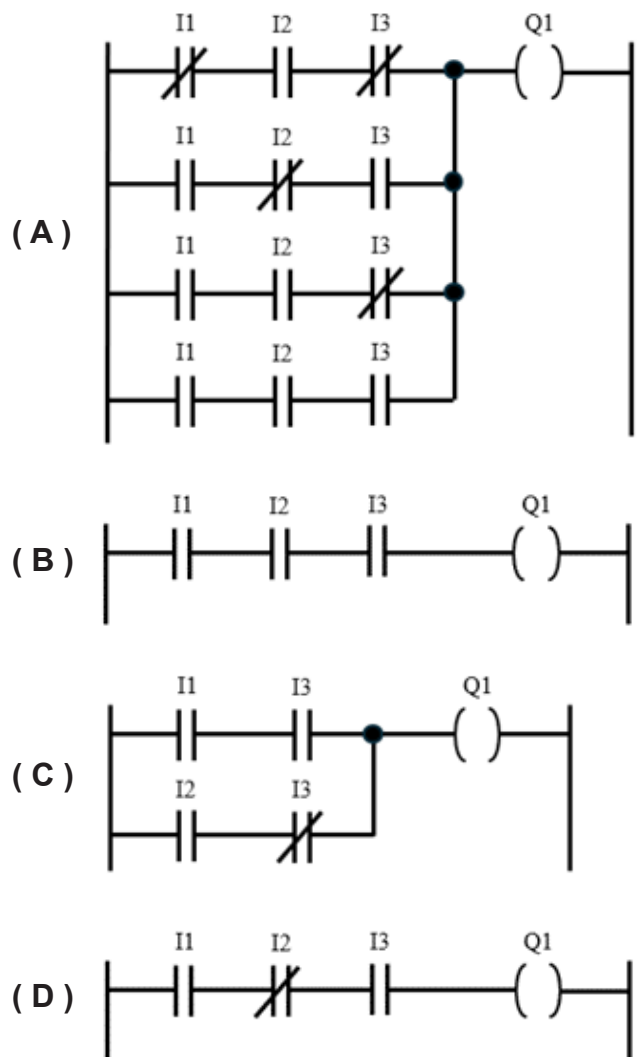 I1 I2 I3 Q1
I1 I2 I3
( A )
I1 I2 I3
I1 I2 I3
I1 I2 I3 Q1
( B )
I1 I3 Q1
( C )
I2 I3
I1 I2 I3 Q1
( D )